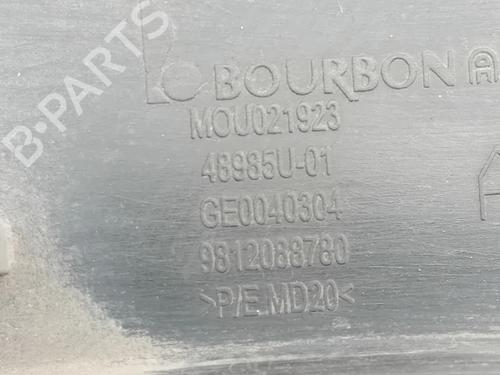 B-PARTS
BOURBON A
MOU021923
48985U-01
GE0040304
9812088780
>P/E.MD20<